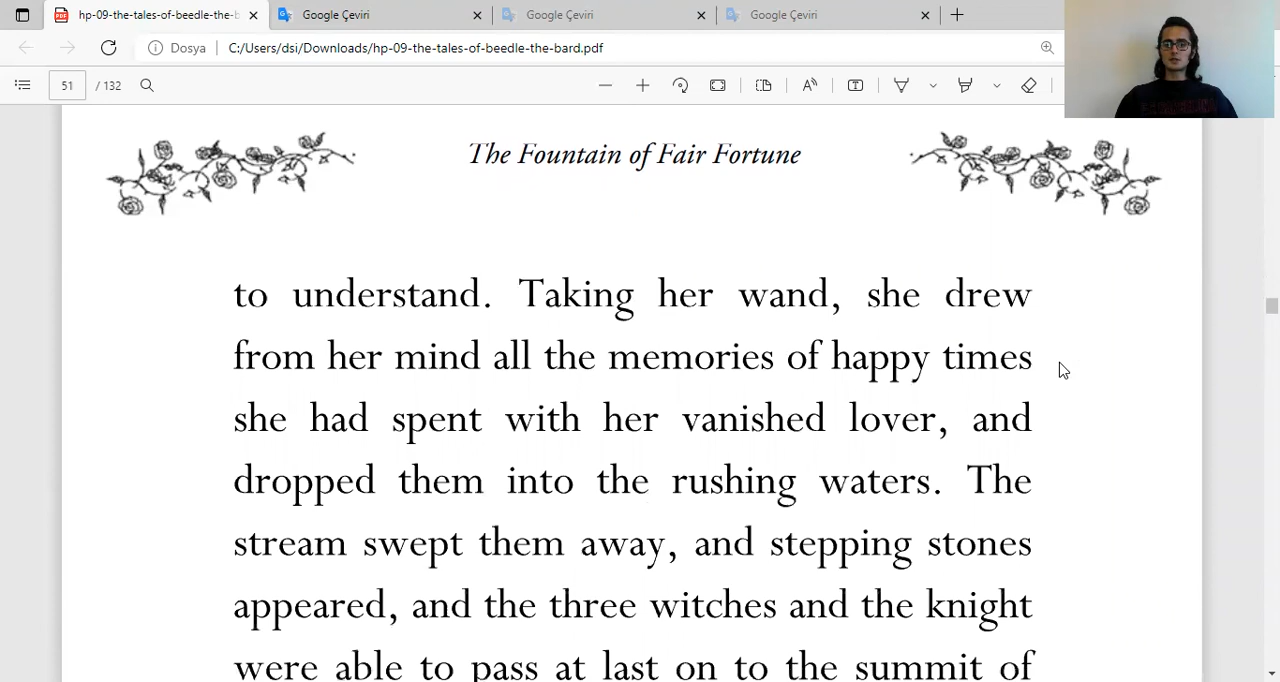 hp-09-the-tales-of-beedle-the-b
Google Çeviri
Google Çeviri
Google Çeviri
Dosya
C:/Users/dsi/Downloads/hp-09-the-tales-of-beedle-the-bard.pdf
51 / 132
The Fountain of Fair Fortune
to understand. Taking her wand, she drew
from her mind all the memories of happy times
she had spent with her vanished lover, and
dropped them into the rushing waters. The
stream swept them away, and stepping stones
appeared, and the three witches and the knight
were able to pass at last on to the summit of